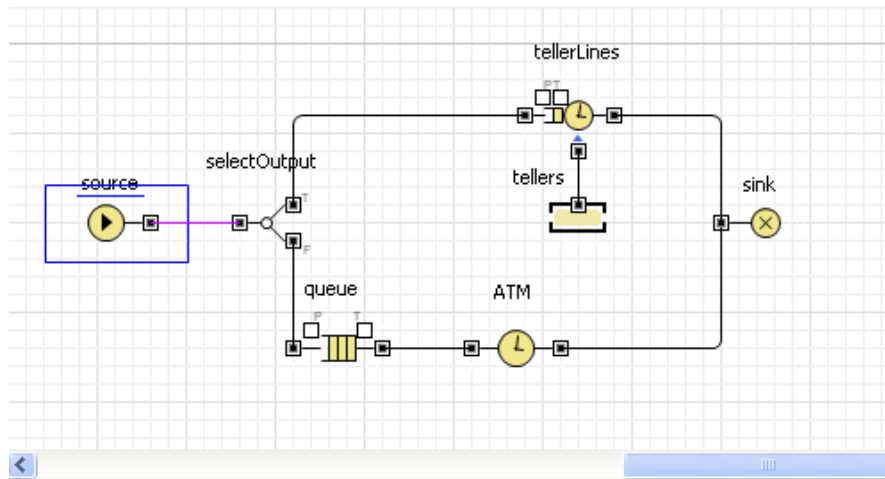 tellerLines
PT
selectOutput
T
source
tellers
sink
F
queue
ATM
P T